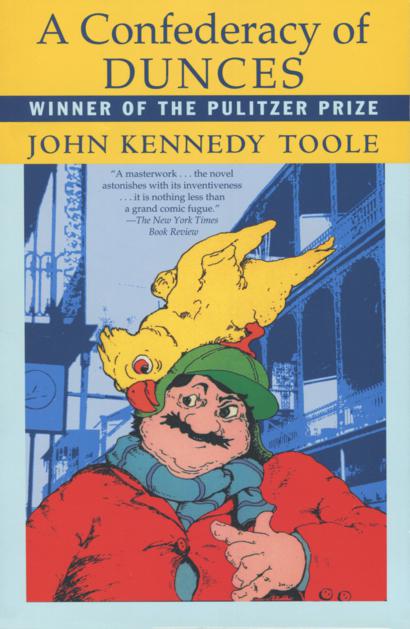 A Confederacy of
DUNCES
WINNER OF THE PULITZER PRIZE
JOHN KENNEDY TOOLE
“A masterwork . . . the novel
astonishes with its inventiveness
. . . it is nothing less than
a grand comic fugue.”
—The New York Times
Book Review